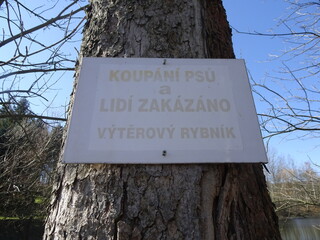 KOUPÁNÍ PSŮ
a
LIDÍ ZAKÁZÁNO
VÝTĚROVÝ RYBNÍK